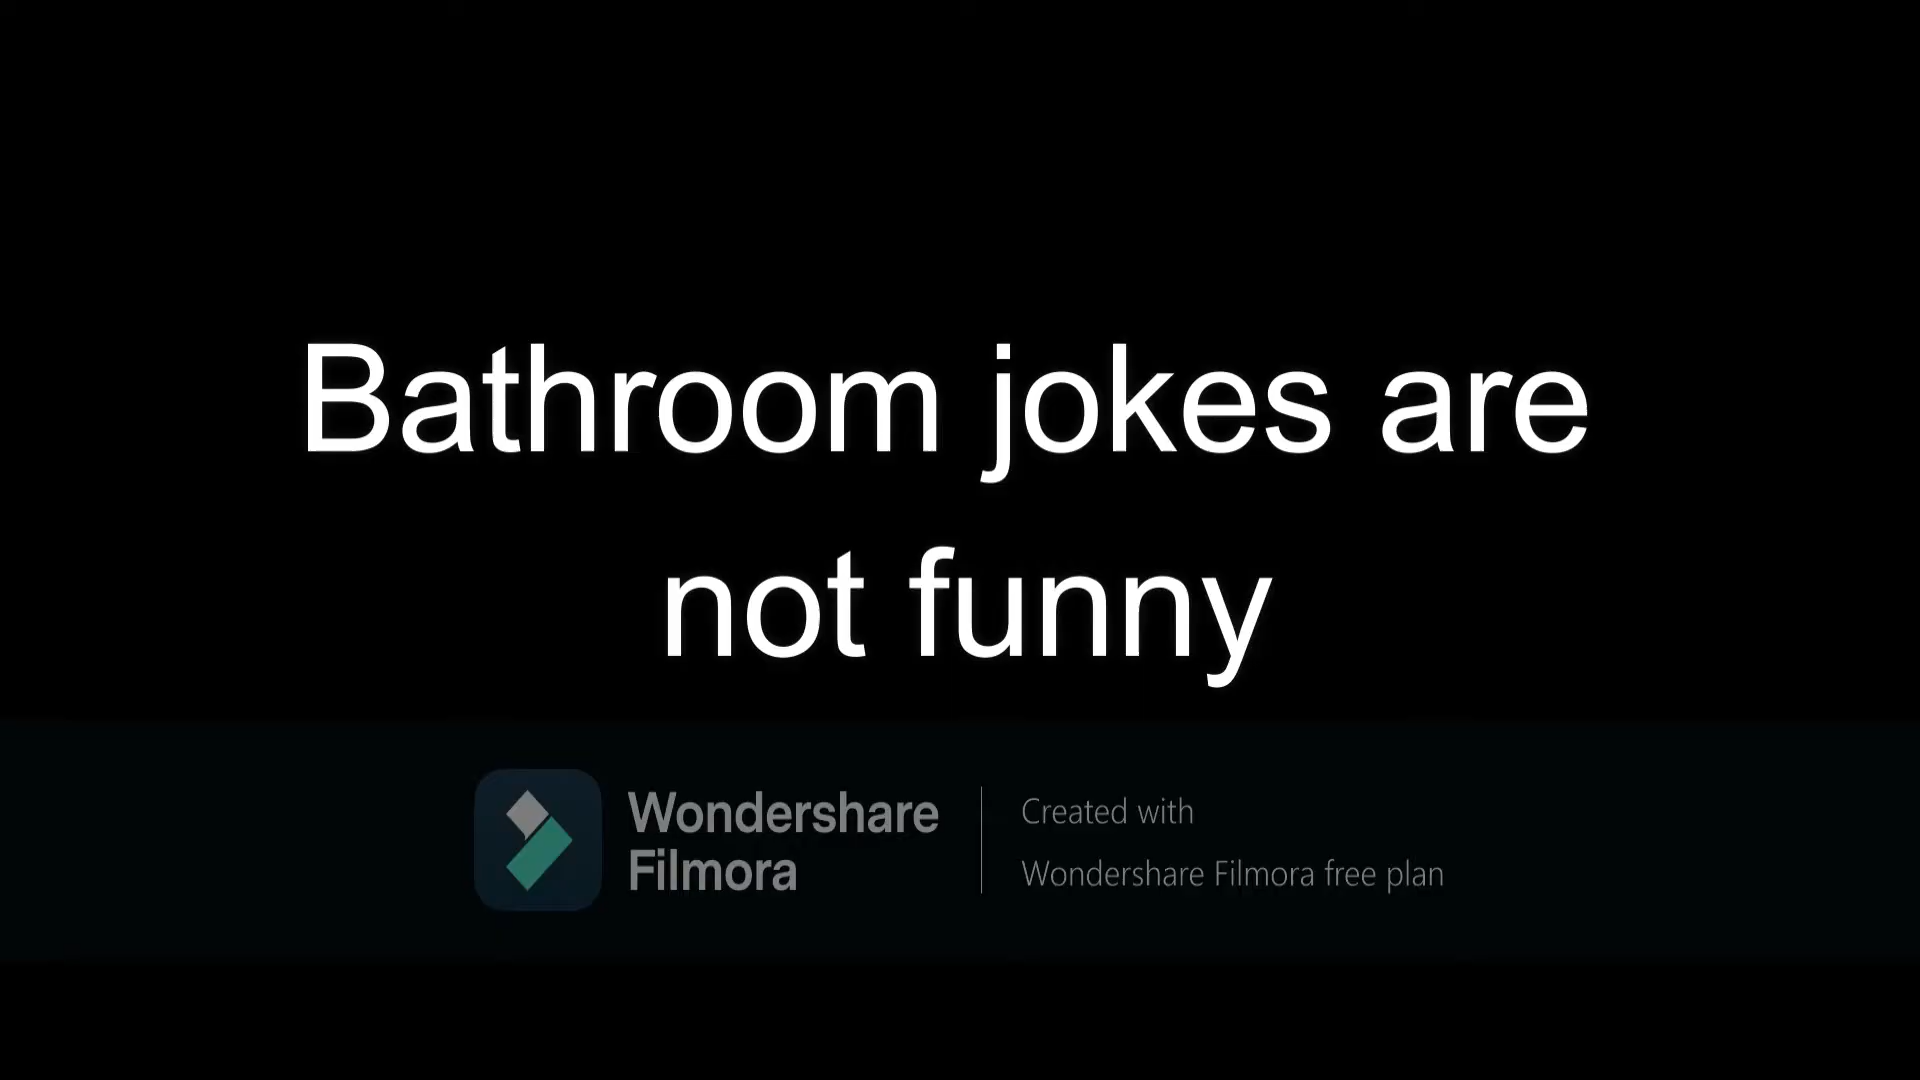 Bathroom jokes are
not funny
Wondershare
Filmora
Created with
Wondershare Filmora free plan